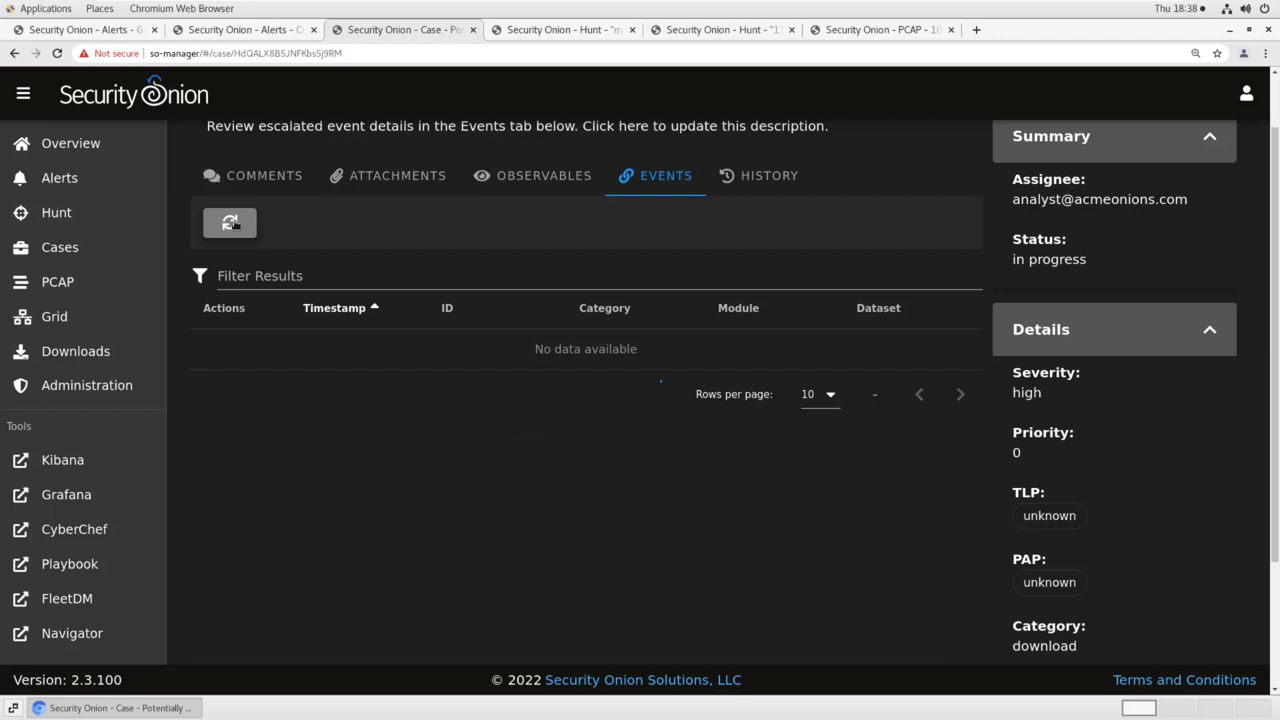 Applications Places Chromium Web Browser Thu 18:38
Security Onion - Alerts - G Security Onion - Alerts - C Security Onion - Case - Po Security Onion - Hunt - "m Security Onion - Hunt - "1 Security Onion - PCAP - 10
Not secure so-manager/#/case/HdQALX8B5JNFKbs5j9RM
Security Onion
Review escalated event details in the Events tab below. Click here to update this description.
Overview
Alerts
Hunt
Cases
PCAP
Grid
Downloads
Administration
Tools
Kibana
Grafana
CyberChef
Playbook
FleetDM
Navigator
COMMENTS ATTACHMENTS OBSERVABLES EVENTS HISTORY
Filter Results
Actions Timestamp ID Category Module Dataset
No data available
Rows per page: 10 –
Summary
Assignee:
analyst@acmeonions.com
Status:
in progress
Details
Severity:
high
Priority:
0
TLP:
unknown
PAP:
unknown
Category:
download
Version: 2.3.100 © 2022 Security Onion Solutions, LLC Terms and Conditions
Security Onion - Case - Potentially ...